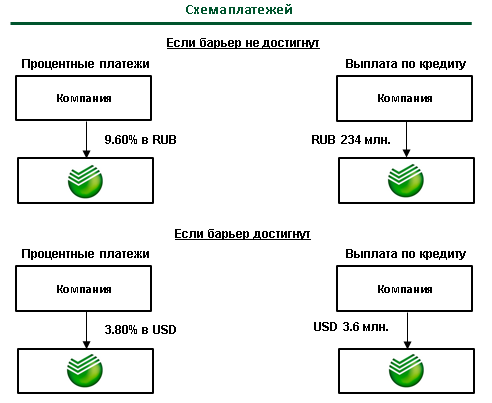 Схема платежей
Если барьер не достигнут
Процентные платежи
Выплата по кредиту
Компания
Компания
9.60% в RUB
RUB 234 млн.
Если барьер достигнут
Процентные платежи
Выплата по кредиту
Компания
Компания
3.80% в USD
USD 3.6 млн.